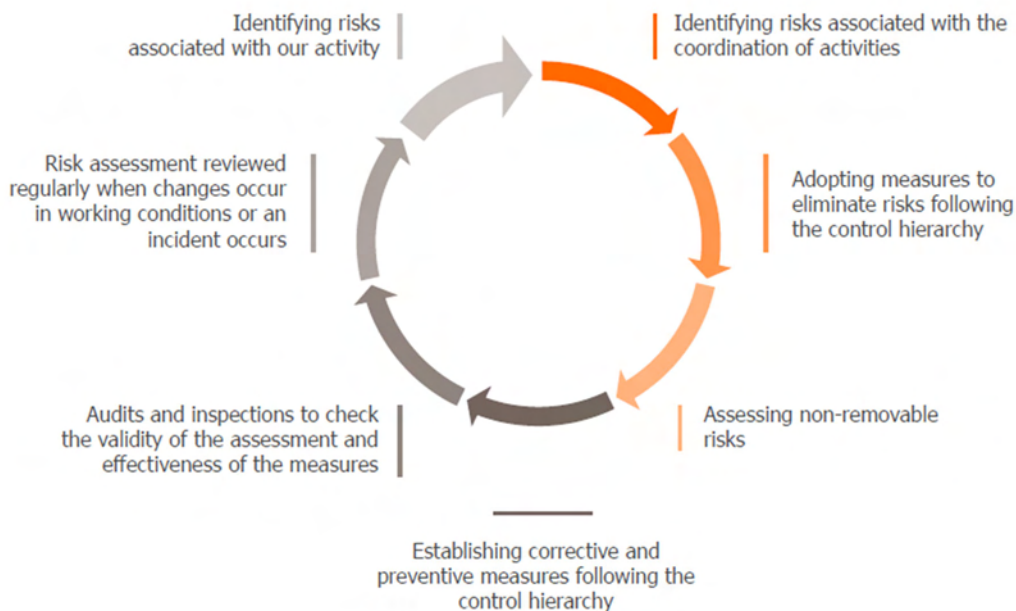 Identifying risks
associated with our activity
Identifying risks associated with the
coordination of activities
Adopting measures to
eliminate risks following
the control hierarchy
Assessing non-removable
risks
Establishing corrective and
preventive measures following the
control hierarchy
Audits and inspections to check
the validity of the assessment and
effectiveness of the measures
Risk assessment reviewed
regularly when changes occur
in working conditions or an
incident occurs